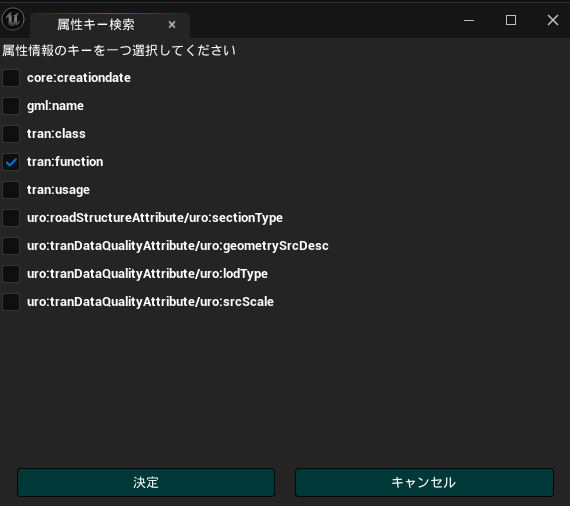 属性キー検索
属性情報のキーを一つ選択してください
core:creationdate
gml:name
tran:class
tran:function
tran:usage
uro:roadStructureAttribute/uro:sectionType
uro:tranDataQualityAttribute/uro:geometrySrcDesc
uro:tranDataQualityAttribute/uro:lodType
uro:tranDataQualityAttribute/uro:srcScale
決定 キャンセル